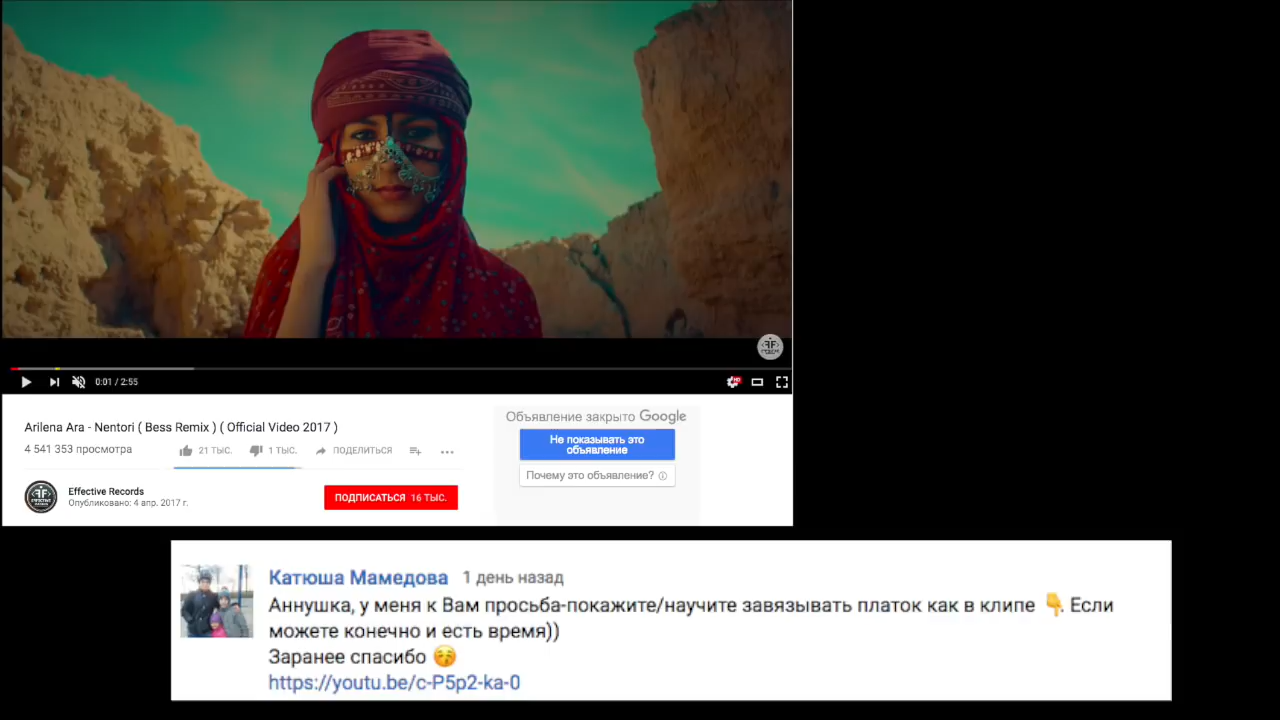 0:01 / 2:55
HD
Arilena Ara - Nentori ( Bess Remix ) ( Official Video 2017 )
4 541 353 просмотра
21 ТЫС.
1 ТЫС.
ПОДЕЛИТЬСЯ
Effective Records
Опубликовано: 4 апр. 2017 г.
ПОДПИСАТЬСЯ 16 ТЫС.
Объявление закрыто Google
Не показывать это
объявление
Почему это объявление?
Катюша Мамедова 1 день назад
Аннушка, у меня к Вам просьба-покажите/научите завязывать платок как в клипе 👇. Если
можете конечно и есть время))
Заранее спасибо 😚
https://youtu.be/c-P5p2-ka-0